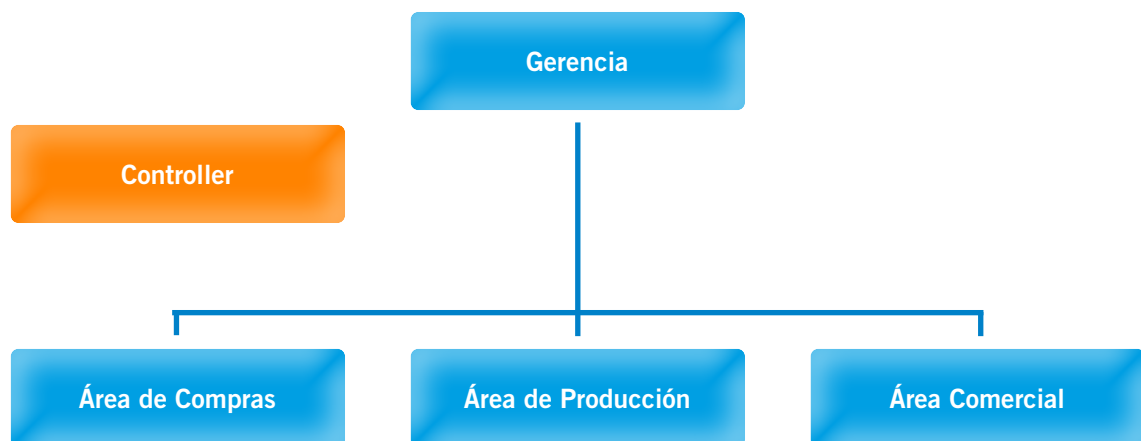 Gerencia
Controller
Área de Compras
Área de Producción
Área Comercial